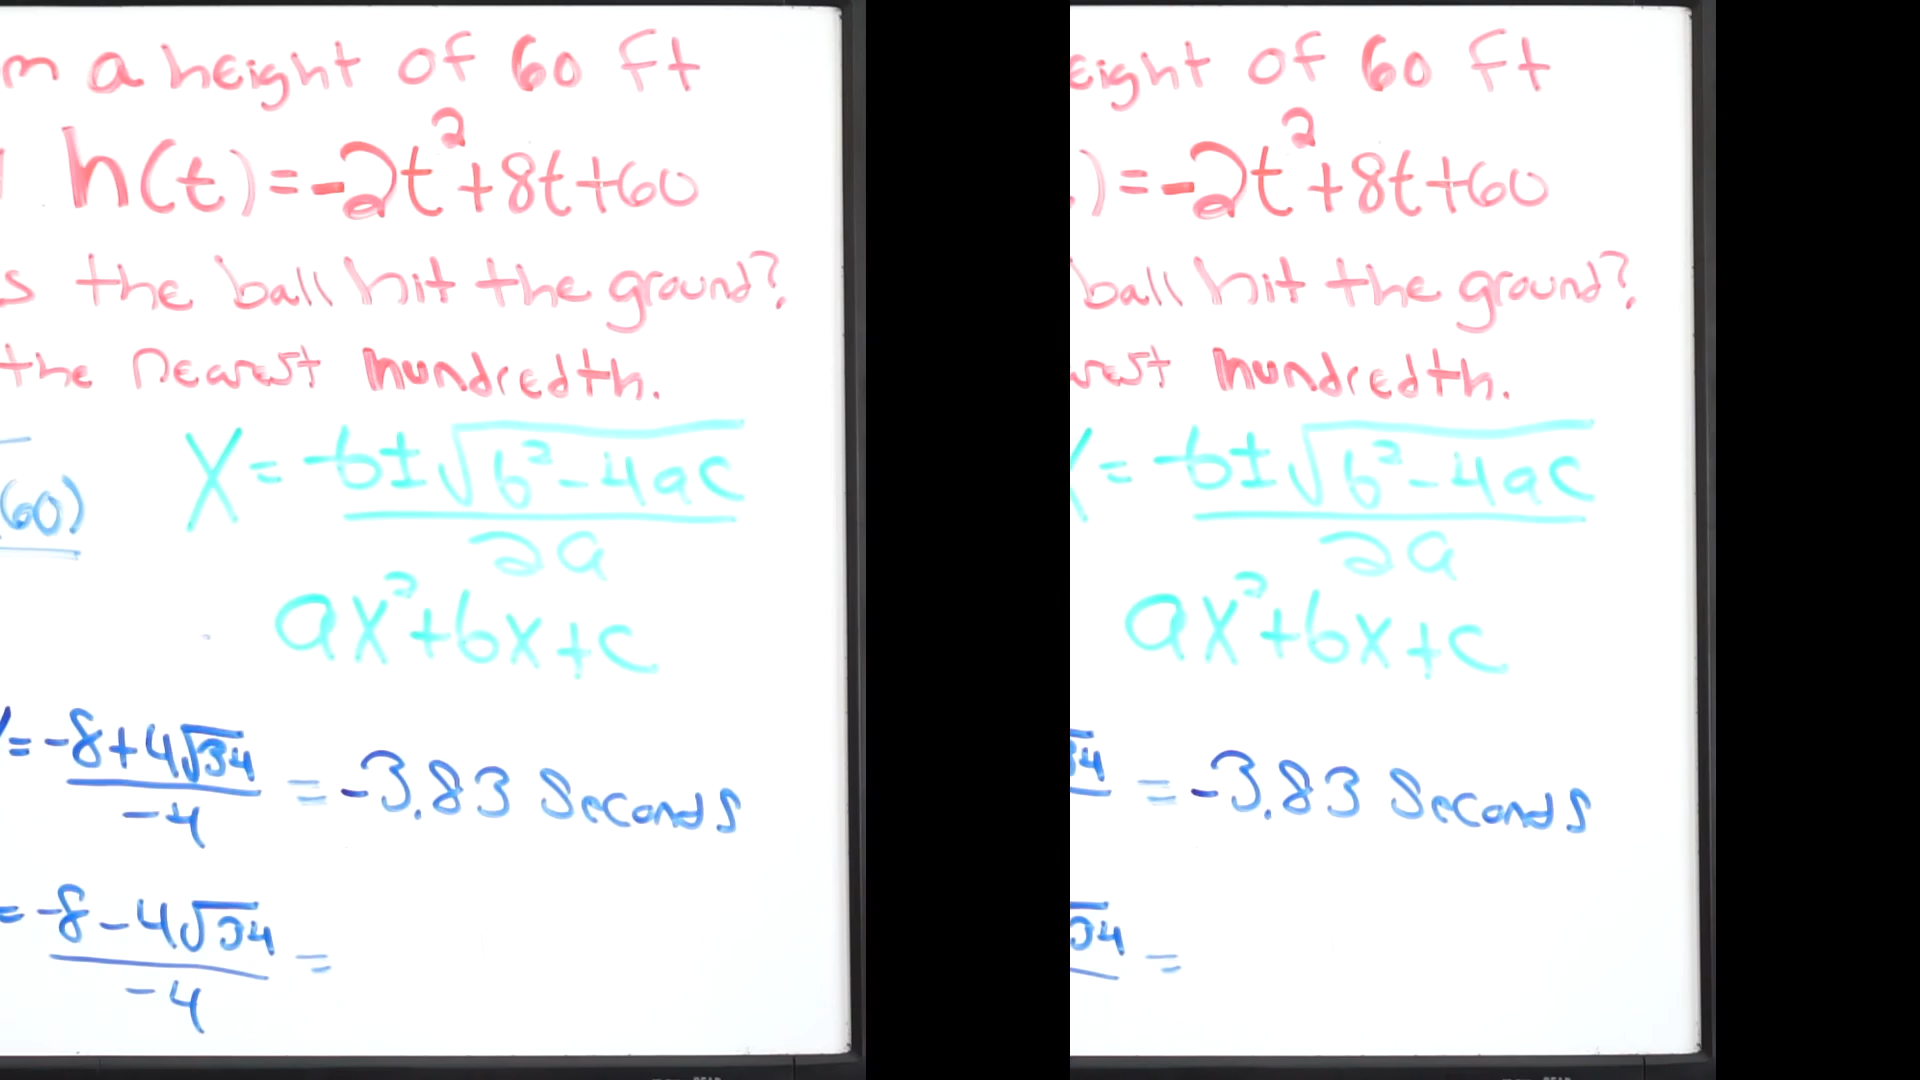 m a height of 60 ft
h(t)=-2t²+8t+60
s the ball hit the ground?
the nearest hundredth.
(60)
x = -b±√b²-4ac
2a
ax²+bx+c
= -8+4√34
-4
= -3.83 Seconds
= -8-4√34
-4
=
eight of 60 ft
)=-2t²+8t+60
ball hit the ground?
rest hundredth.
= -b±√b²-4ac
2a
ax²+bx+c
34
= -3.83 Seconds
34
=